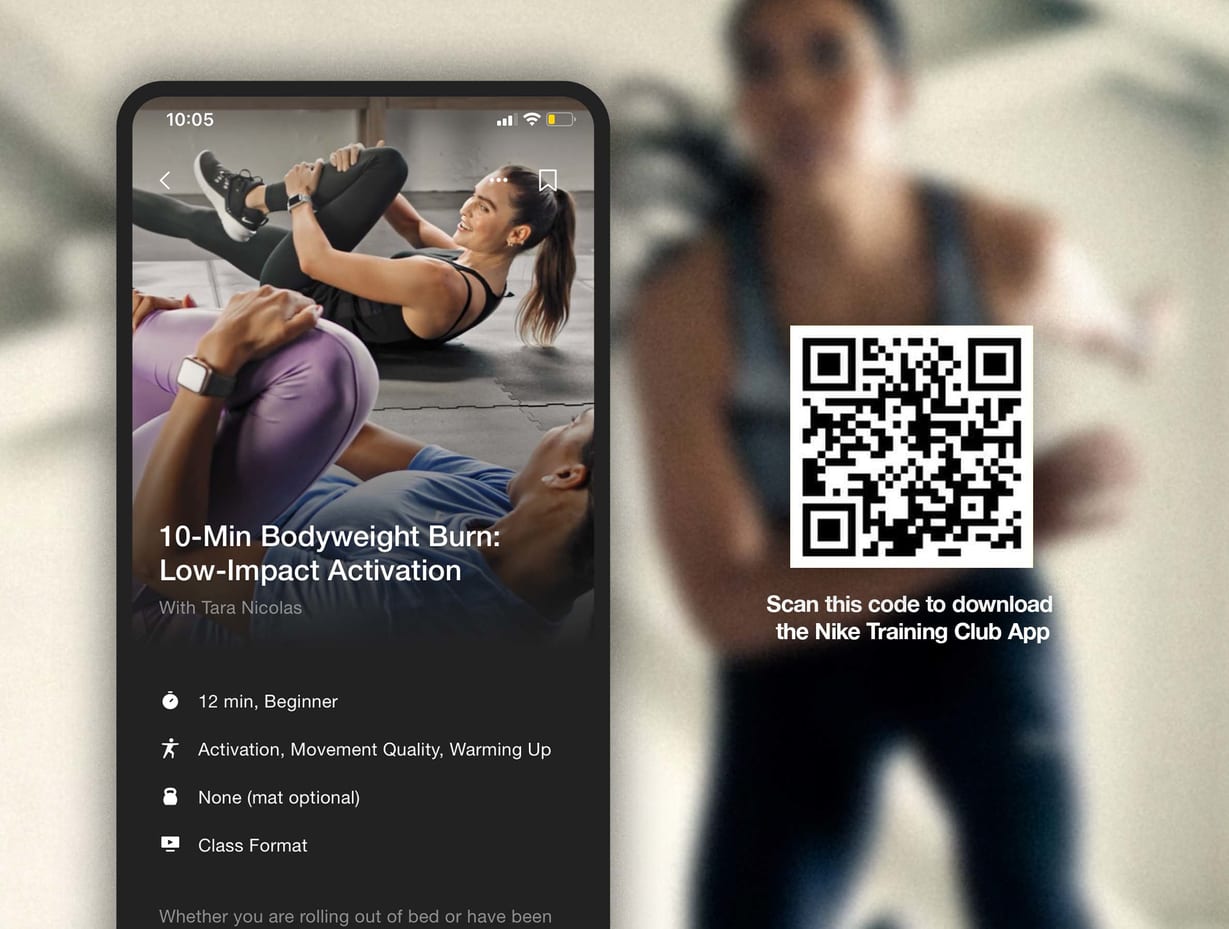 10:05
10-Min Bodyweight Burn:
Low-Impact Activation
With Tara Nicolas
12 min, Beginner
Activation, Movement Quality, Warming Up
None (mat optional)
Class Format
Whether you are rolling out of bed or have been
Scan this code to download
the Nike Training Club App